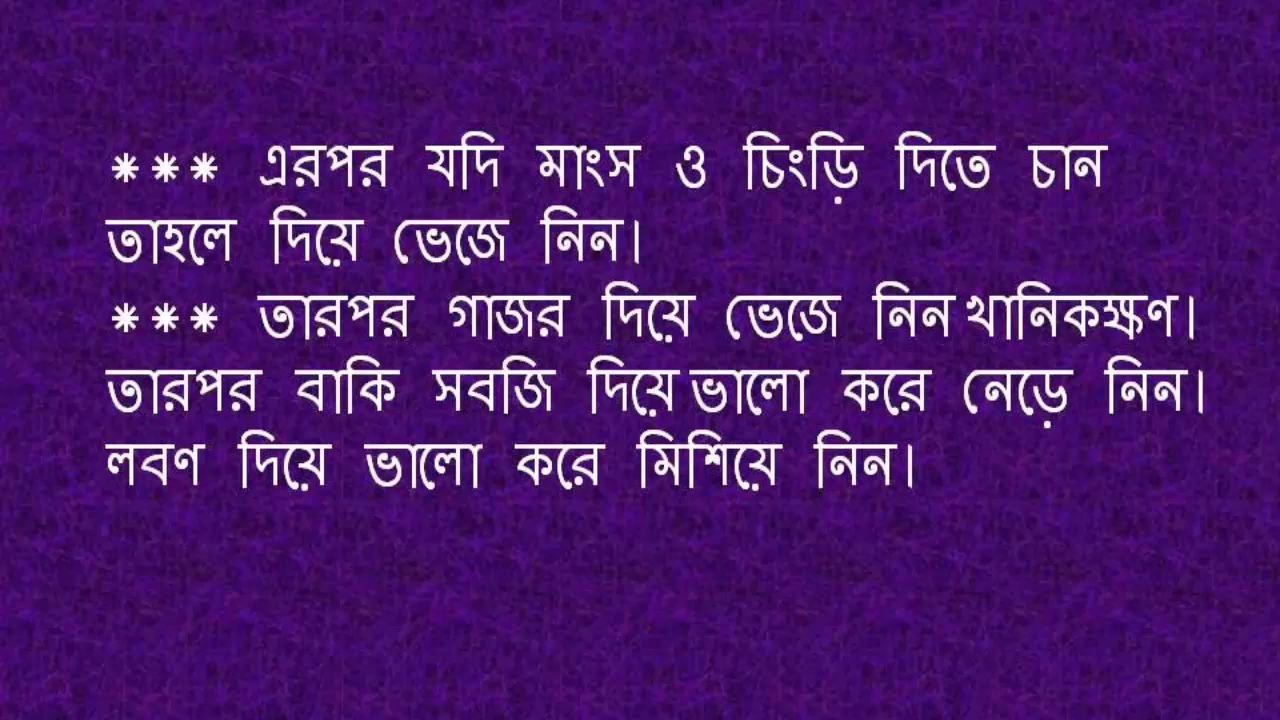 *** এরপর যদি মাংস ও চিংড়ি দিতে চান
তাহলে দিয়ে ভেজে নিন।
*** তারপর গাজর দিয়ে ভেজে নিন খানিকক্ষণ।
তারপর বাকি সবজি দিয়ে ভালো করে নেড়ে নিন।
লবণ দিয়ে ভালো করে মিশিয়ে নিন।